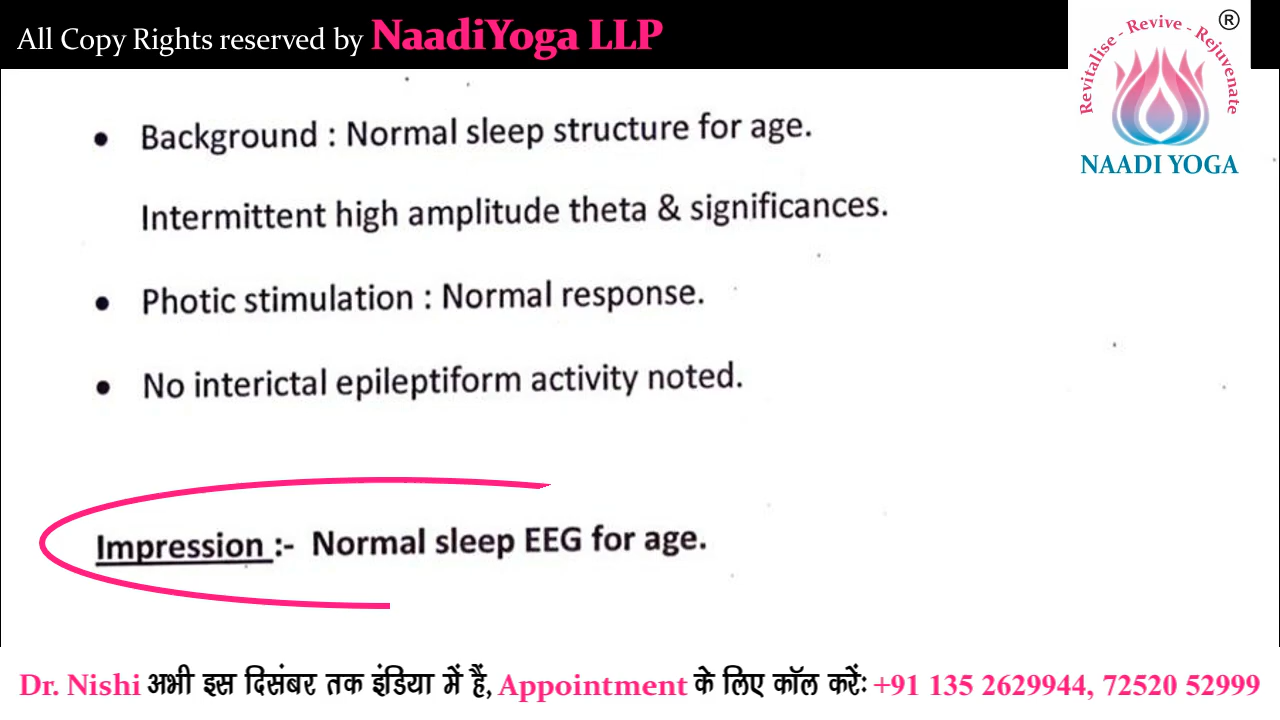 All Copy Rights reserved by NaadiYoga LLP
®
Revitalise - Revive - Rejuvenate
NAADI YOGA
• Background : Normal sleep structure for age.
Intermittent high amplitude theta & significances.
• Photic stimulation : Normal response.
• No interictal epileptiform activity noted.
Impression :- Normal sleep EEG for age.
Dr. Nishi अभी इस दिसंबर तक इंडिया में हैं, Appointment के लिए कॉल करें: +91 135 2629944, 72520 52999